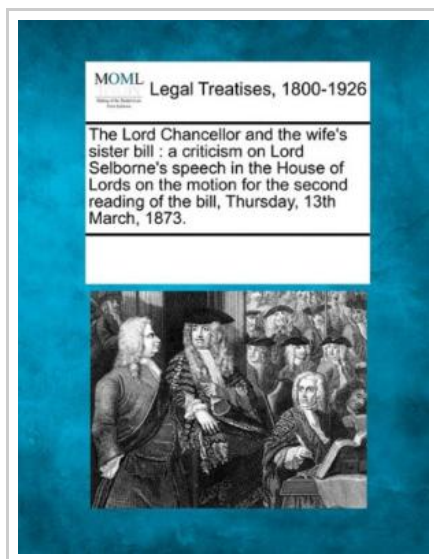 MOML
Legal Treatises, 1800-1926
The Lord Chancellor and the wife's
sister bill : a criticism on Lord
Selborne's speech in the House of
Lords on the motion for the second
reading of the bill, Thursday, 13th
March, 1873.